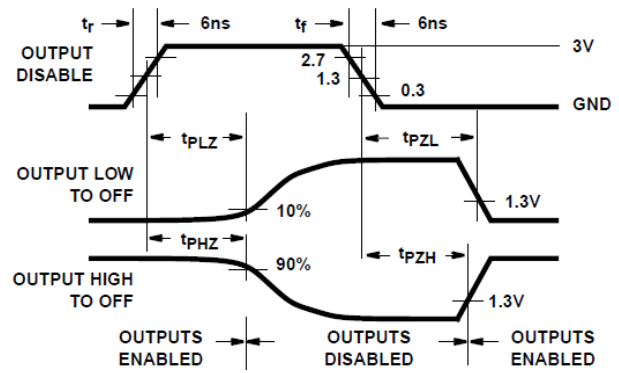 tr 6ns tf 6ns
OUTPUT
DISABLE
3V
2.7
1.3
0.3
GND
tPLZ tPZL
OUTPUT LOW
TO OFF
10%
1.3V
tPHZ
90%
tPZH
OUTPUT HIGH
TO OFF
1.3V
OUTPUTS
ENABLED
OUTPUTS
DISABLED
OUTPUTS
ENABLED